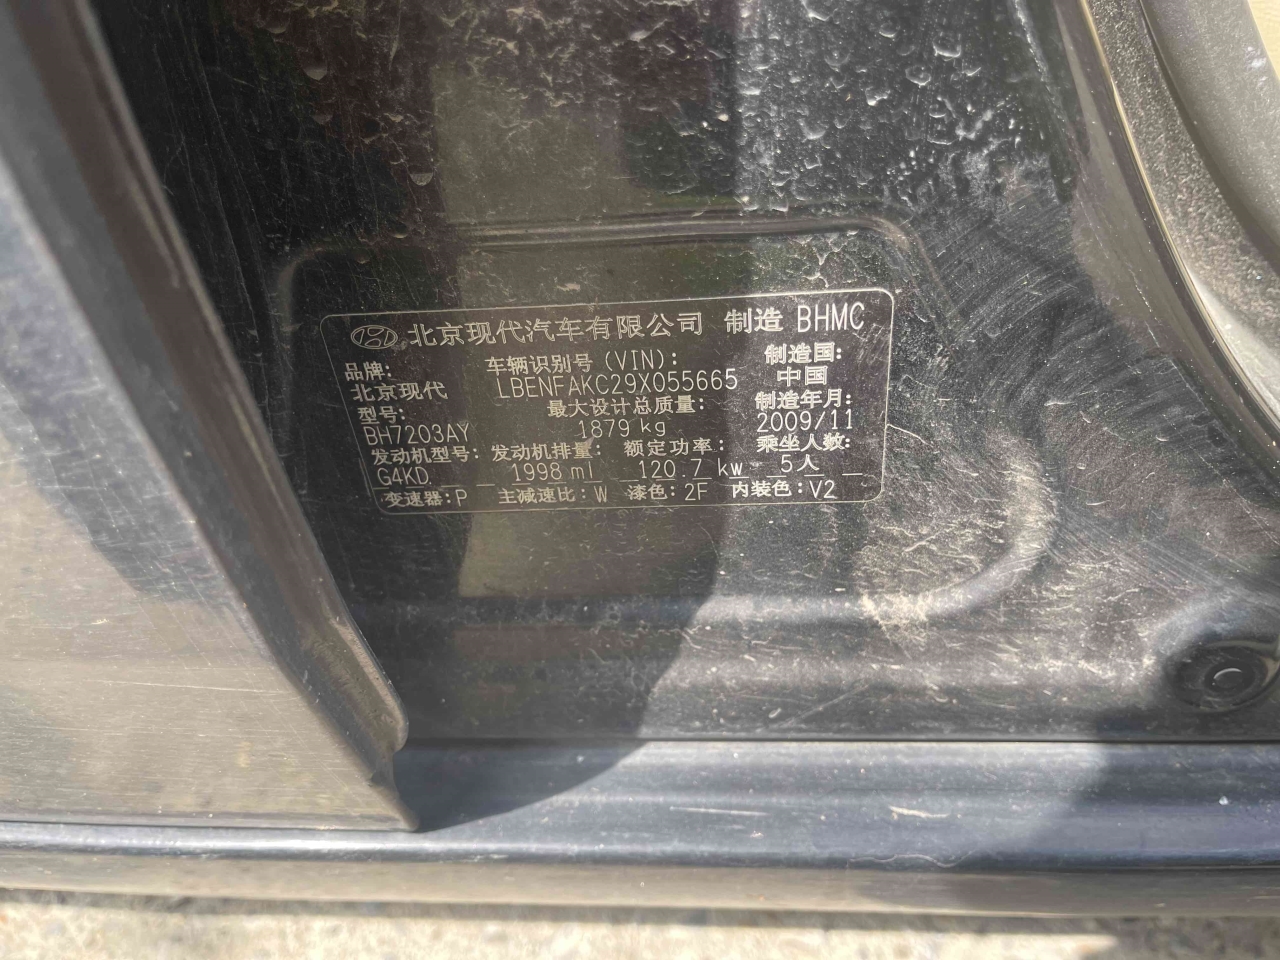 北京现代汽车有限公司 制造 BHMC
品牌: 车辆识别号(VIN): 制造国:
北京现代 LBENFAKC29X055665 中国
型号: 最大设计总质量: 制造年月:
BH7203AY 1879 kg 2009/11
发动机型号: 发动机排量: 额定功率: 乘坐人数:
G4KD 1998 ml 120.7 kw 5人
变速器:P 主减速比:W 漆色:2F 内装色:V2